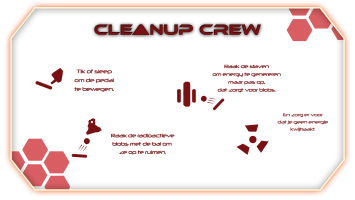 CLEANUP CREW
Tik of sleep
om de pedal
te bewegen.
Raak de staven
om energy te genereren
maar pas op,
dat zorgt voor blobs.
Raak de radioactieve
blobs met de bal om
ze op te ruimen.
En zorg er voor
dat je geen energie
kwijtraakt